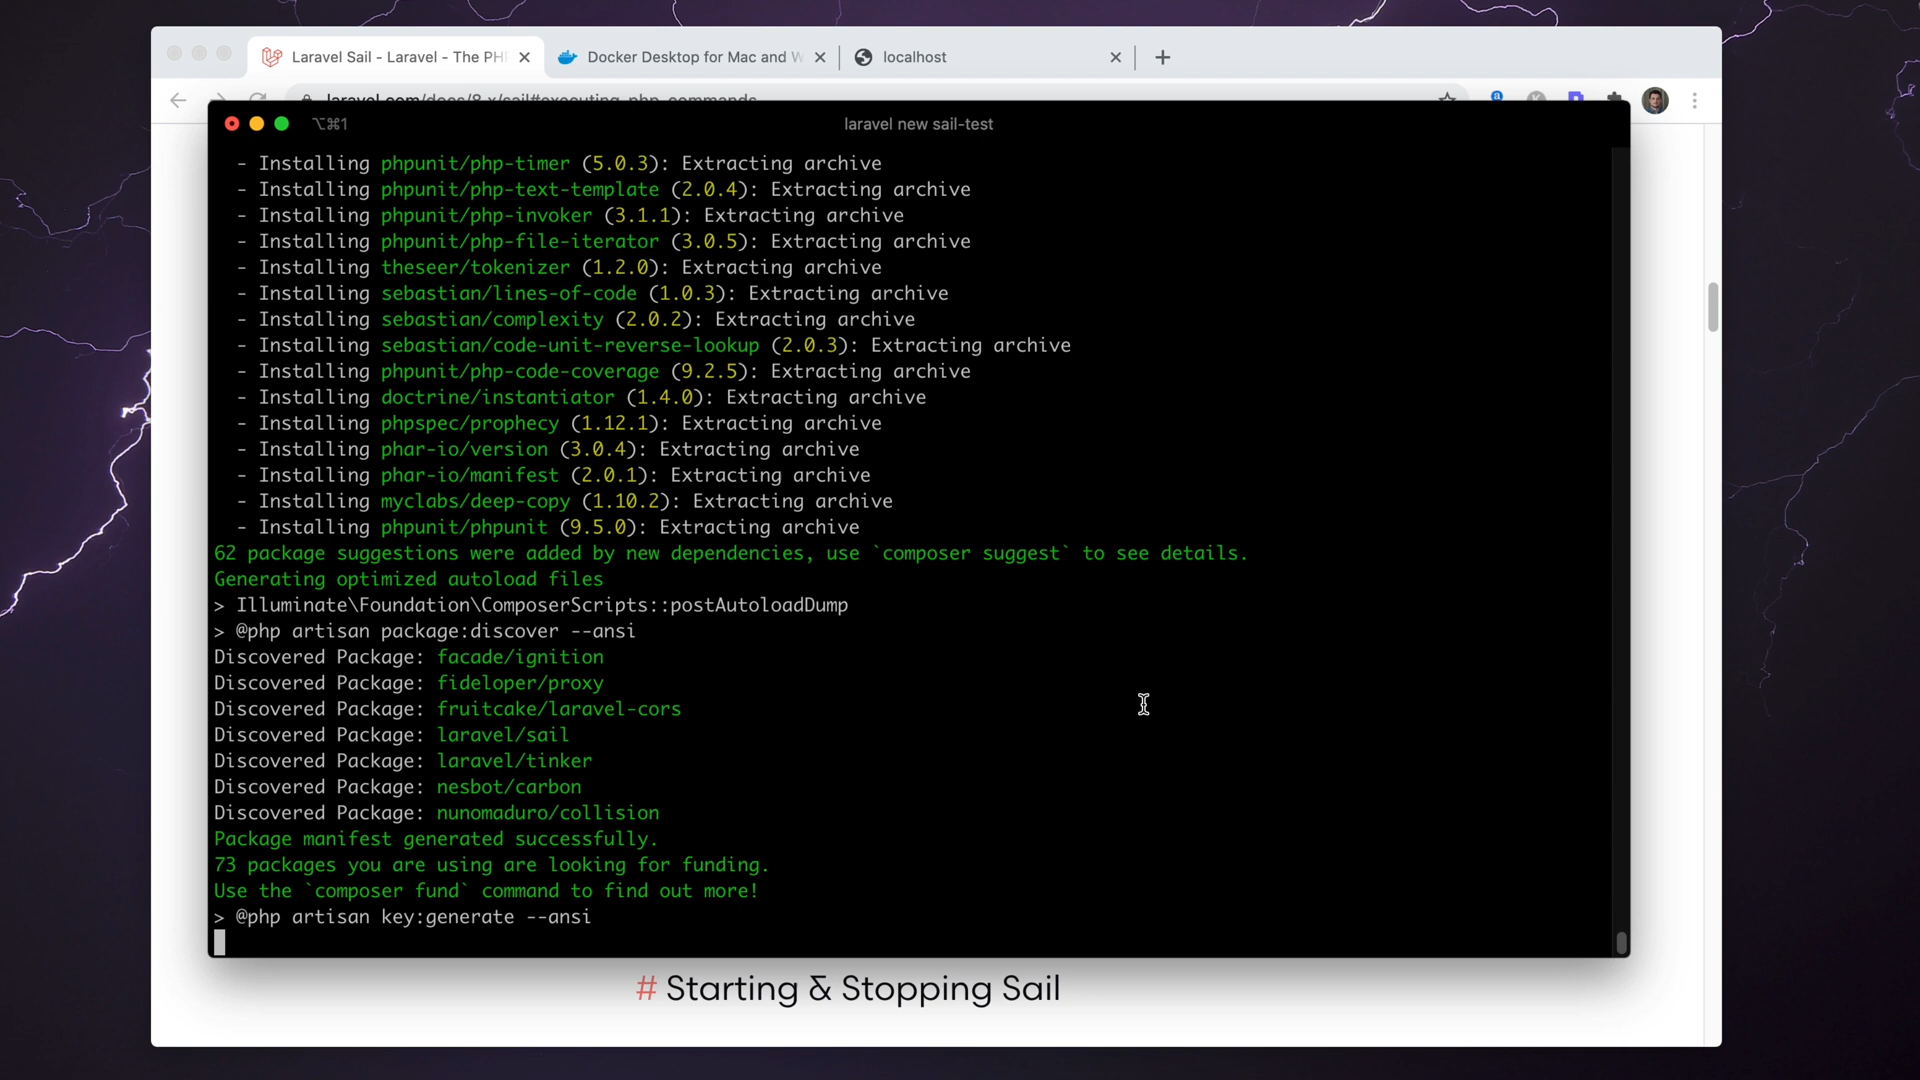 Laravel Sail - Laravel - The PH
Docker Desktop for Mac and W
localhost
laravel.com/docs/8.x/sail#executing-php-commands
⌥⌘1
laravel new sail-test
- Installing phpunit/php-timer (5.0.3): Extracting archive
- Installing phpunit/php-text-template (2.0.4): Extracting archive
- Installing phpunit/php-invoker (3.1.1): Extracting archive
- Installing phpunit/php-file-iterator (3.0.5): Extracting archive
- Installing theseer/tokenizer (1.2.0): Extracting archive
- Installing sebastian/lines-of-code (1.0.3): Extracting archive
- Installing sebastian/complexity (2.0.2): Extracting archive
- Installing sebastian/code-unit-reverse-lookup (2.0.3): Extracting archive
- Installing phpunit/php-code-coverage (9.2.5): Extracting archive
- Installing doctrine/instantiator (1.4.0): Extracting archive
- Installing phpspec/prophecy (1.12.1): Extracting archive
- Installing phar-io/version (3.0.4): Extracting archive
- Installing phar-io/manifest (2.0.1): Extracting archive
- Installing myclabs/deep-copy (1.10.2): Extracting archive
- Installing phpunit/phpunit (9.5.0): Extracting archive
62 package suggestions were added by new dependencies, use `composer suggest` to see details.
Generating optimized autoload files
> Illuminate\Foundation\ComposerScripts::postAutoloadDump
> @php artisan package:discover --ansi
Discovered Package: facade/ignition
Discovered Package: fideloper/proxy
Discovered Package: fruitcake/laravel-cors
Discovered Package: laravel/sail
Discovered Package: laravel/tinker
Discovered Package: nesbot/carbon
Discovered Package: nunomaduro/collision
Package manifest generated successfully.
73 packages you are using are looking for funding.
Use the `composer fund` command to find out more!
> @php artisan key:generate --ansi
# Starting & Stopping Sail